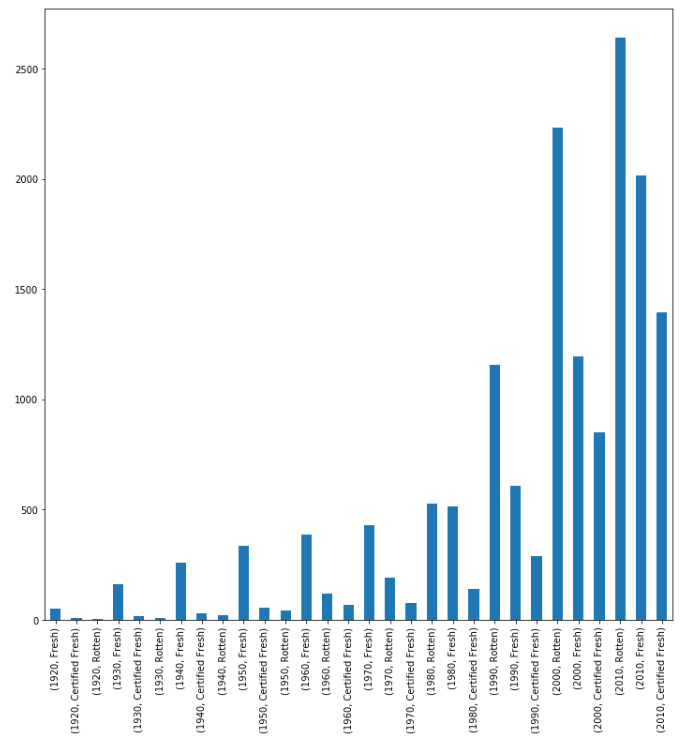 2500
2000
1500
1000
500
0
(1920, Fresh)
(1920, Certified Fresh)
(1920, Rotten)
(1930, Fresh)
(1930, Certified Fresh)
(1930, Rotten)
(1940, Fresh)
(1940, Certified Fresh)
(1940, Rotten)
(1950, Fresh)
(1950, Certified Fresh)
(1950, Rotten)
(1960, Fresh)
(1960, Rotten)
(1960, Certified Fresh)
(1970, Fresh)
(1970, Rotten)
(1970, Certified Fresh)
(1980, Rotten)
(1980, Fresh)
(1980, Certified Fresh)
(1990, Rotten)
(1990, Fresh)
(1990, Certified Fresh)
(2000, Rotten)
(2000, Fresh)
(2000, Certified Fresh)
(2010, Rotten)
(2010, Fresh)
(2010, Certified Fresh)